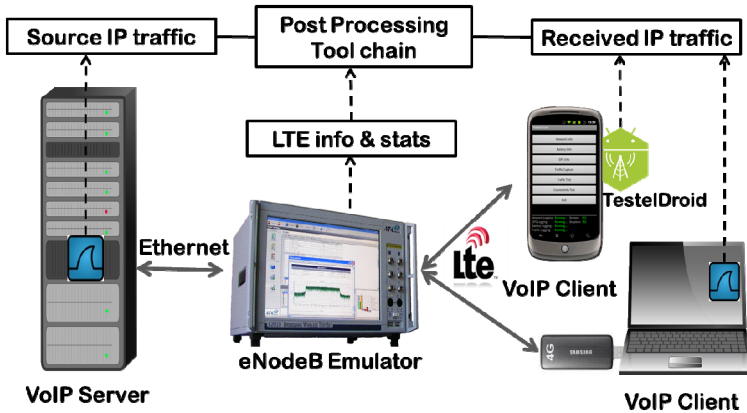 Source IP traffic
Post Processing
Tool chain
Received IP traffic
LTE info & stats
TestelDroid
Ethernet
Lte
VoIP Client
eNodeB Emulator
4G
SAMSUNG
VoIP Server
VoIP Client